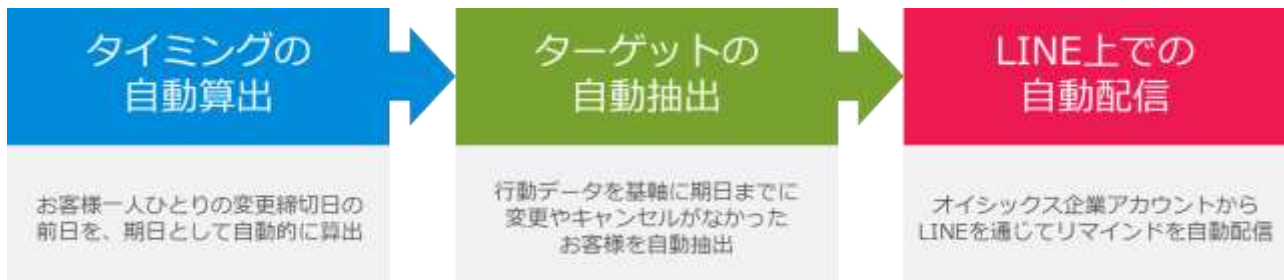 タイミングの
自動算出
お客様一人ひとりの変更締切日の
前日を、期日として自動的に算出
ターゲットの
自動抽出
行動データを基軸に期日までに
変更やキャンセルがなかった
お客様を自動抽出
LINE上での
自動配信
オイシックス企業アカウントから
LINEを通じてリマインドを自動配信